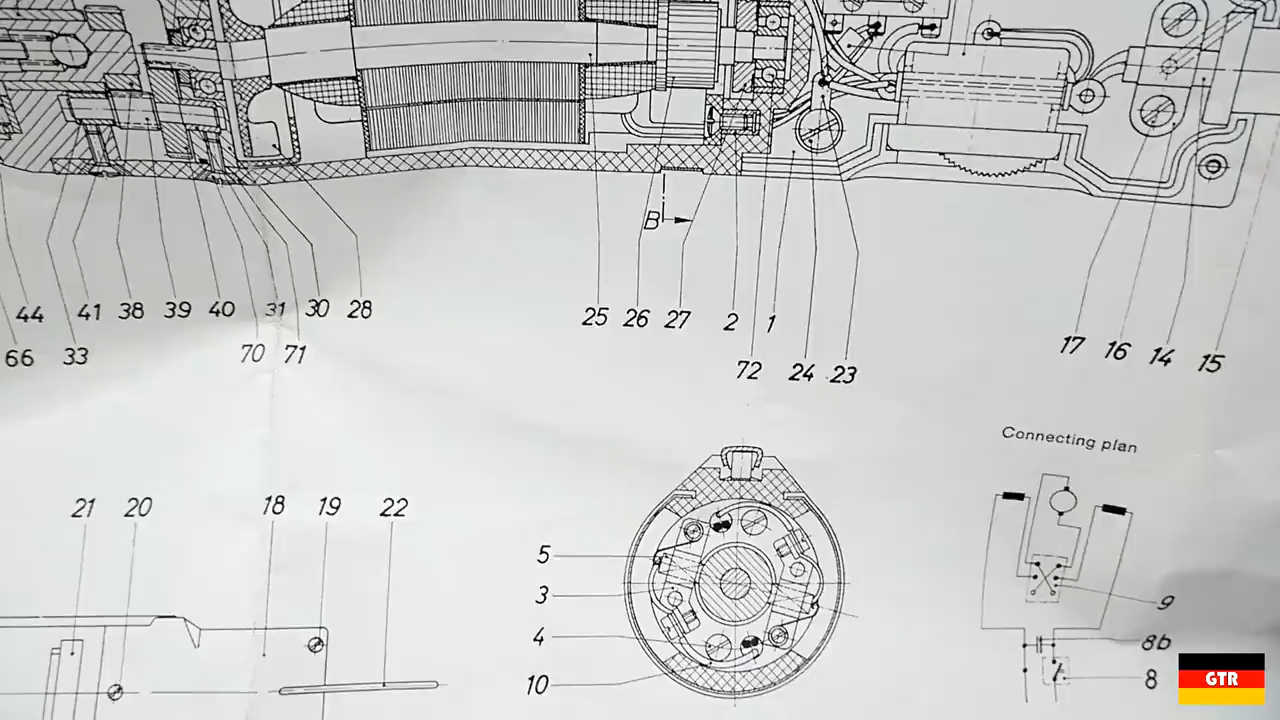 B
44 41 38 39 40 31 30 28 25 26 27 2 1
66 33 70 71 72 24 23 17 16 14 15
Connecting plan
21 20 18 19 22
5
3
4
10
9
8b
8
GTR